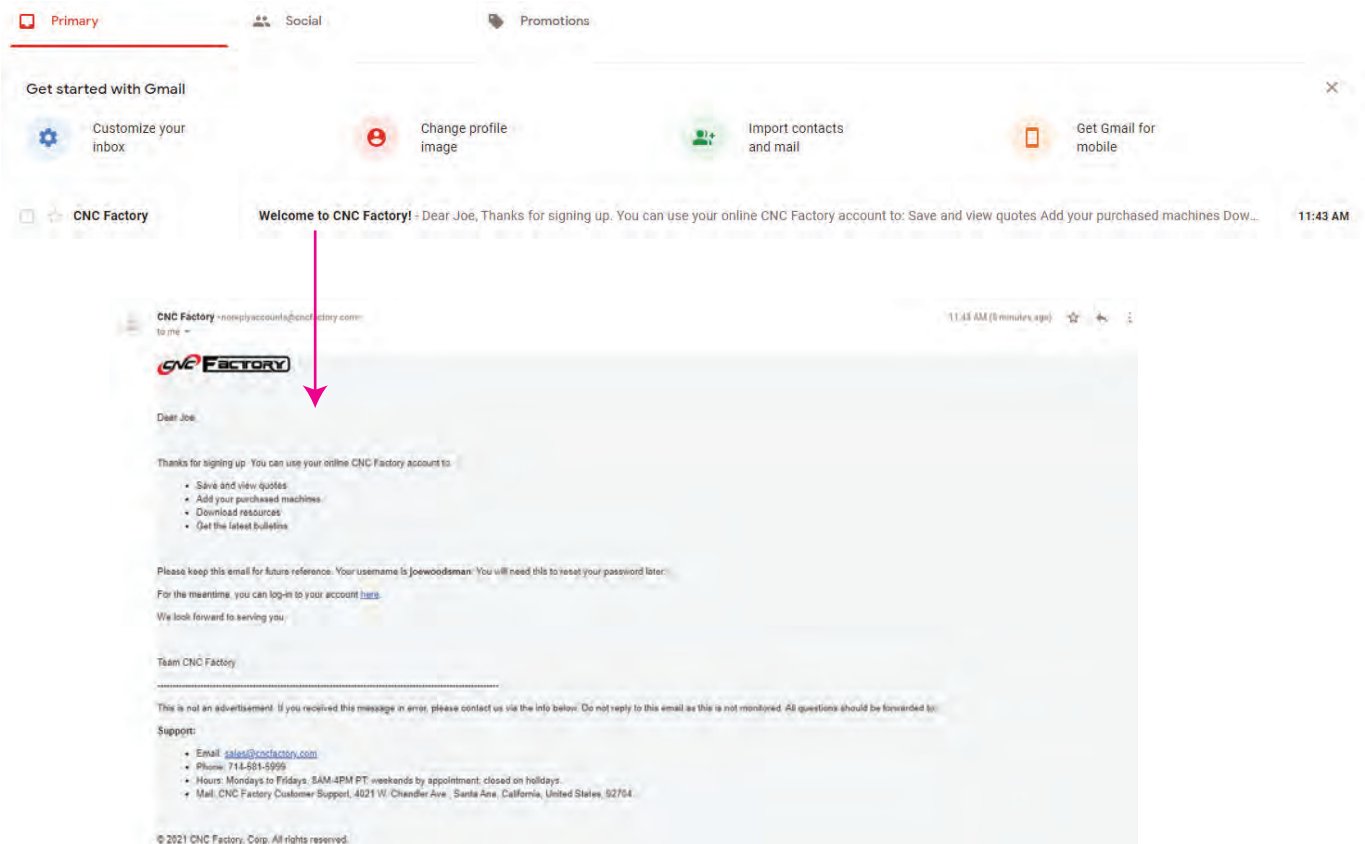 Primary
Social
Promotions
Get started with Gmail
Customize your inbox
Change profile image
Import contacts and mail
Get Gmail for mobile
CNC Factory Welcome to CNC Factory! - Dear Joe, Thanks for signing up. You can use your online CNC Factory account to: Save and view quotes Add your purchased machines Dow... 11:43 AM
CNC Factory <noreplyaccounts@cncfactory.com> 11:43 AM (0 minutes ago)
to me
CNC FACTORY
Dear Joe,
Thanks for signing up. You can use your online CNC Factory account to:
• Save and view quotes
• Add your purchased machines
• Download resources
• Get the latest bulletins
Please keep this email for future reference. Your username is joewoodsman. You will need this to reset your password later.
For the meantime, you can log-in to your account here.
We look forward to serving you.
Team CNC Factory
This is not an advertisement. If you received this message in error, please contact us via the info below. Do not reply to this email as this is not monitored. All questions should be forwarded to:
Support:
• Email: sales@cncfactory.com
• Phone: 714-581-5999
• Hours: Mondays to Fridays, 8AM-4PM PT; weekends by appointment; closed on holidays.
• Mail: CNC Factory Customer Support, 4021 W. Chandler Ave., Santa Ana, California, United States, 92704
© 2021 CNC Factory, Corp. All rights reserved.